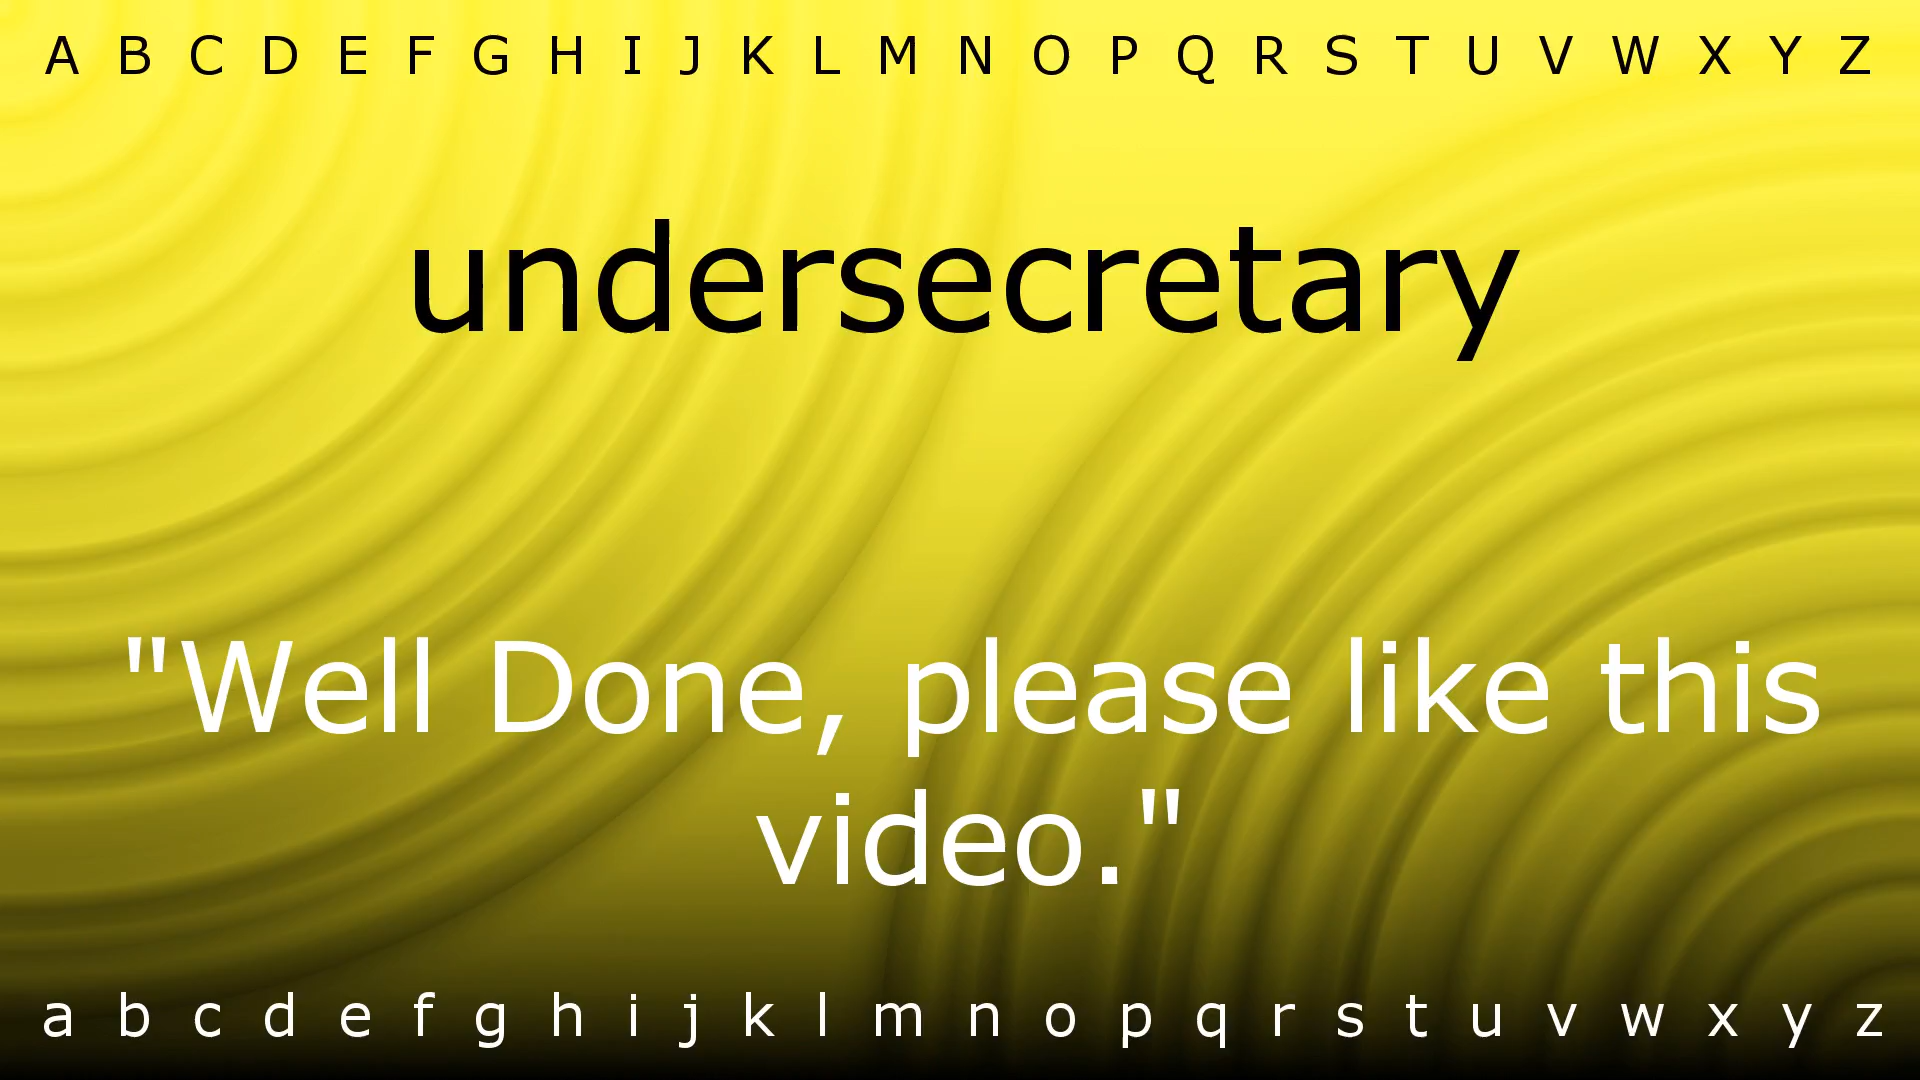 A B C D E F G H I J K L M N O P Q R S T U V W X Y Z
undersecretary
"Well Done, please like this
video."
a b c d e f g h i j k l m n o p q r s t u v w x y z